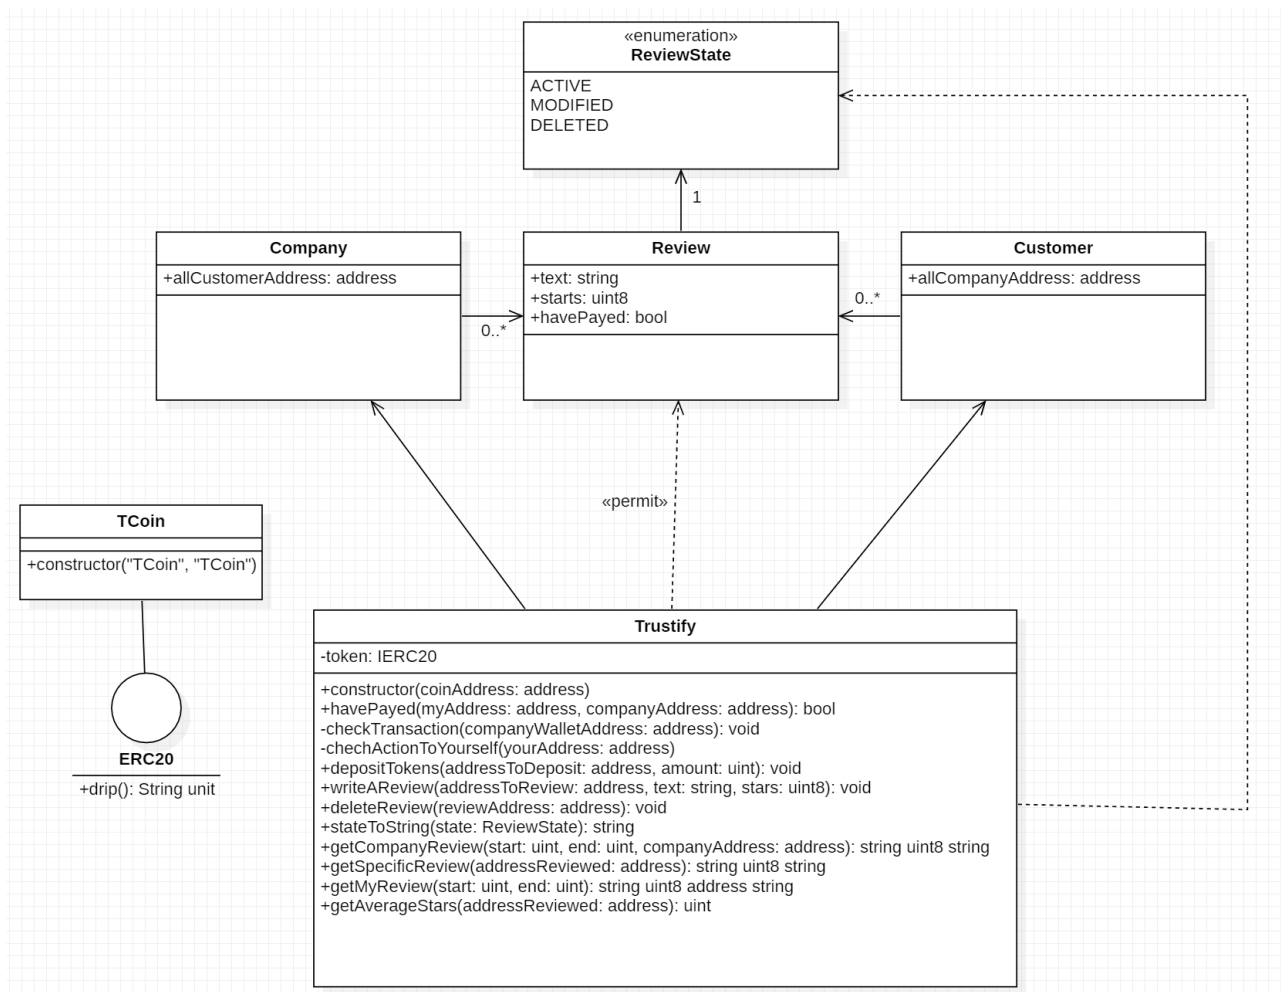 «enumeration»
ReviewState
ACTIVE
MODIFIED
DELETED
1
Company
+allCustomerAddress: address
0..*
Review
+text: string
+starts: uint8
+havePayed: bool
0..*
Customer
+allCompanyAddress: address
«permit»
TCoin
+constructor("TCoin", "TCoin")
ERC20
+drip(): String unit
Trustify
-token: IERC20
+constructor(coinAddress: address)
+havePayed(myAddress: address, companyAddress: address): bool
-checkTransaction(companyWalletAddress: address): void
-chechActionToYourself(yourAddress: address)
+depositTokens(addressToDeposit: address, amount: uint): void
+writeAReview(addressToReview: address, text: string, stars: uint8): void
+deleteReview(reviewAddress: address): void
+stateToString(state: ReviewState): string
+getCompanyReview(start: uint, end: uint, companyAddress: address): string uint8 string
+getSpecificReview(addressReviewed: address): string uint8 string
+getMyReview(start: uint, end: uint): string uint8 address string
+getAverageStars(addressReviewed: address): uint